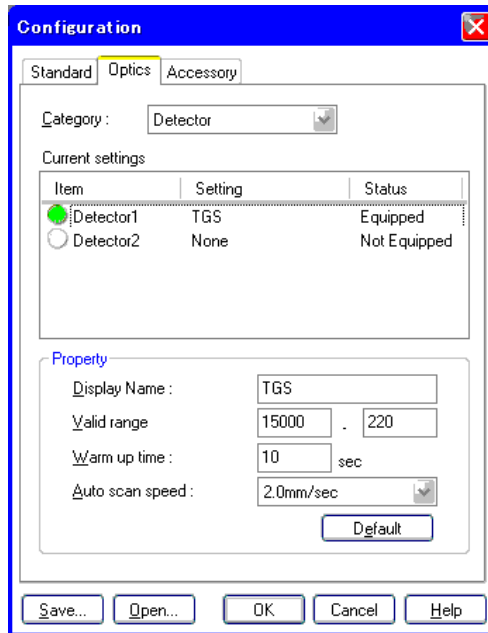 Configuration
Standard Optics Accessory
Category : Detector
Current settings
Item Setting Status
Detector1 TGS Equipped
Detector2 None Not Equipped
Property
Display Name : TGS
Valid range 15000 - 220
Warm up time : 10 sec
Auto scan speed : 2.0mm/sec
Default
Save... Open... OK Cancel Help